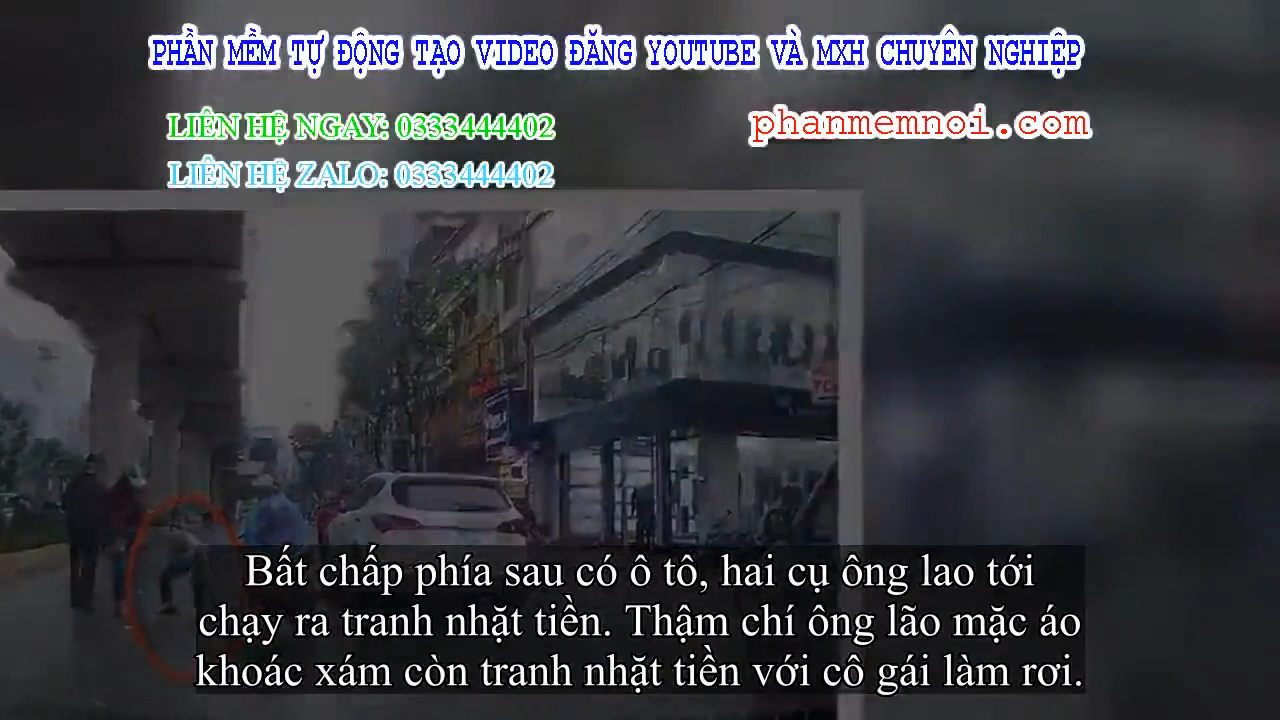 PHẦN MỀM TỰ ĐỘNG TẠO VIDEO ĐĂNG YOUTUBE VÀ MXH CHUYÊN NGHIỆP
LIÊN HỆ NGAY: 0333444402
phanmemnoi.com
LIÊN HỆ ZALO: 0333444402
Bất chấp phía sau có ô tô, hai cụ ông lao tới
chạy ra tranh nhặt tiền. Thậm chí ông lão mặc áo
khoác xám còn tranh nhặt tiền với cô gái làm rơi.